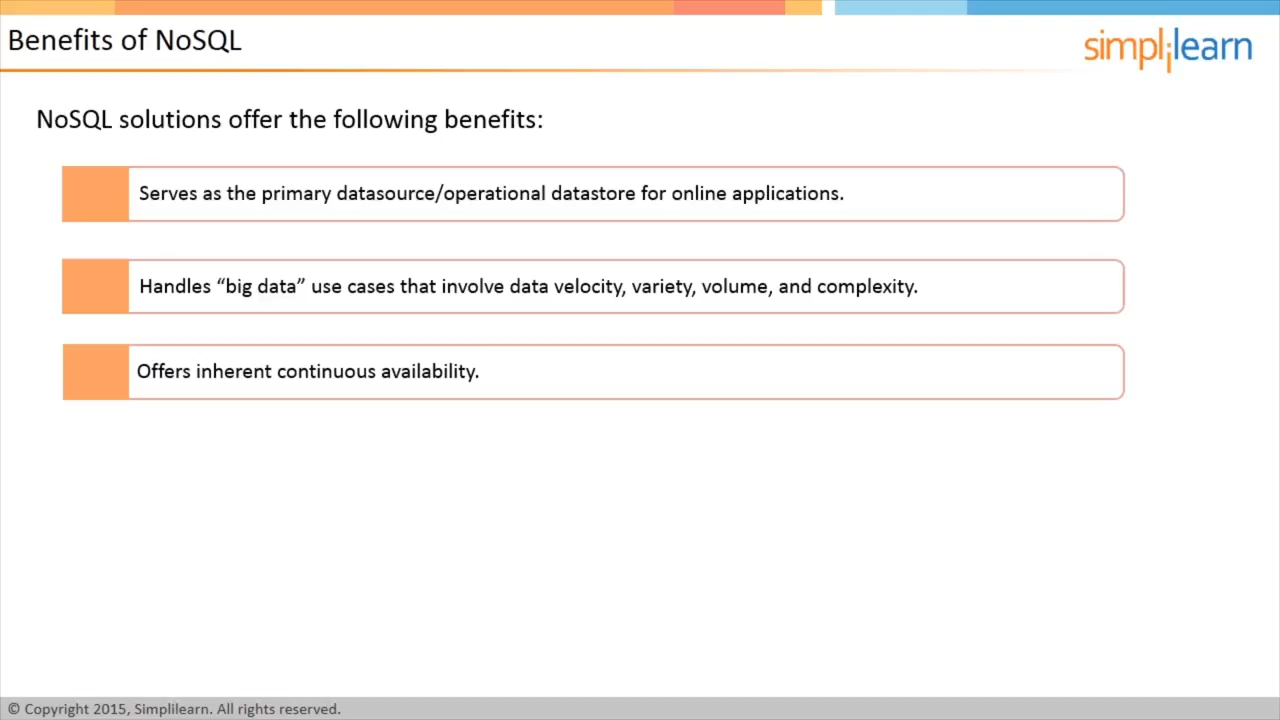 Benefits of NoSQL
simplilearn
NoSQL solutions offer the following benefits:
Serves as the primary datasource/operational datastore for online applications.
Handles “big data” use cases that involve data velocity, variety, volume, and complexity.
Offers inherent continuous availability.
© Copyright 2015, Simplilearn. All rights reserved.